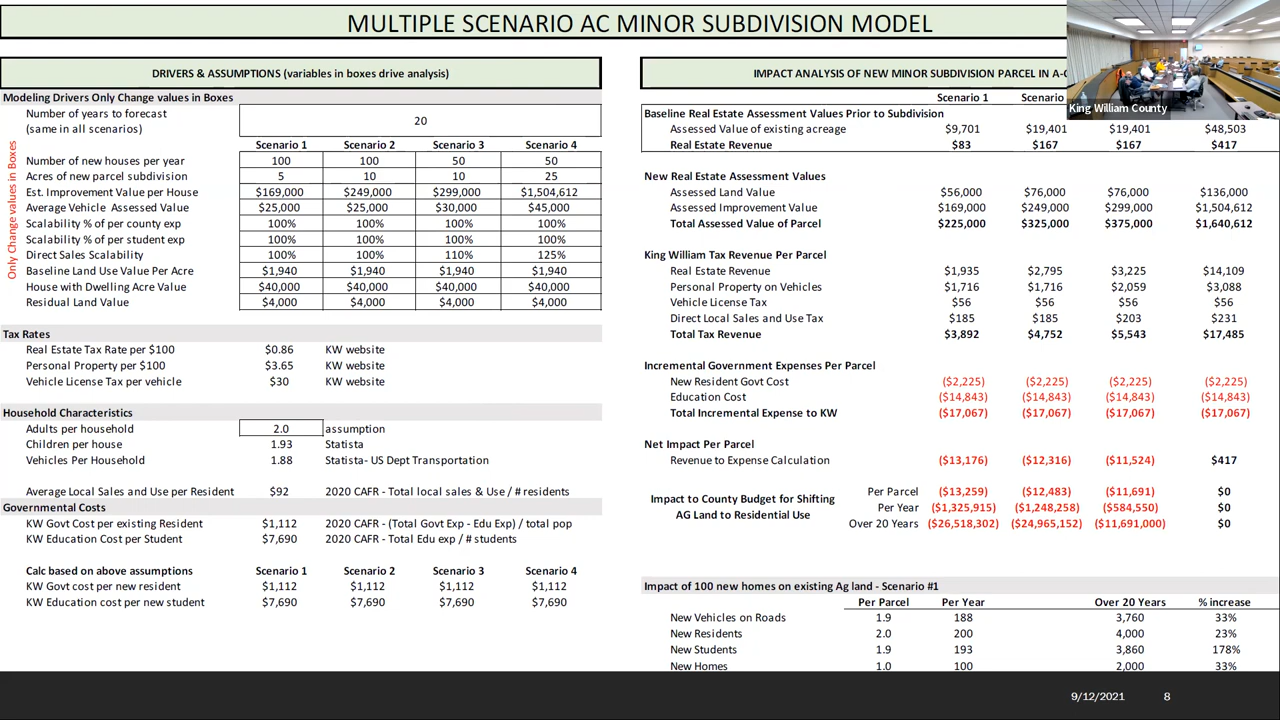 MULTIPLE SCENARIO AC MINOR SUBDIVISION MODEL
King William County
DRIVERS & ASSUMPTIONS (variables in boxes drive analysis)
Modeling Drivers Only Change values in Boxes
Only Change values in Boxes
Number of years to forecast
(same in all scenarios) 20
Scenario 1 Scenario 2 Scenario 3 Scenario 4
Number of new houses per year 100 100 50 50
Acres of new parcel subdivision 5 10 10 25
Est. Improvement Value per House $169,000 $249,000 $299,000 $1,504,612
Average Vehicle Assessed Value $25,000 $25,000 $30,000 $45,000
Scalability % of per county exp 100% 100% 100% 100%
Scalability % of per student exp 100% 100% 100% 100%
Direct Sales Scalability 100% 100% 110% 125%
Baseline Land Use Value Per Acre $1,940 $1,940 $1,940 $1,940
House with Dwelling Acre Value $40,000 $40,000 $40,000 $40,000
Residual Land Value $4,000 $4,000 $4,000 $4,000
Tax Rates
Real Estate Tax Rate per $100 $0.86 KW website
Personal Property per $100 $3.65 KW website
Vehicle License Tax per vehicle $30 KW website
Household Characteristics
Adults per household 2.0 assumption
Children per house 1.93 Statista
Vehicles Per Household 1.88 Statista- US Dept Transportation
Average Local Sales and Use per Resident $92 2020 CAFR - Total local sales & Use / # residents
Governmental Costs
KW Govt Cost per existing Resident $1,112 2020 CAFR - (Total Govt Exp - Edu Exp) / total pop
KW Education Cost per Student $7,690 2020 CAFR - Total Edu exp / # students
Calc based on above assumptions Scenario 1 Scenario 2 Scenario 3 Scenario 4
KW Govt cost per new resident $1,112 $1,112 $1,112 $1,112
KW Education cost per new student $7,690 $7,690 $7,690 $7,690
IMPACT ANALYSIS OF NEW MINOR SUBDIVISION PARCEL IN A-C
Scenario 1 Scenario
Baseline Real Estate Assessment Values Prior to Subdivision
Assessed Value of existing acreage $9,701 $19,401 $19,401 $48,503
Real Estate Revenue $83 $167 $167 $417
New Real Estate Assessment Values
Assessed Land Value $56,000 $76,000 $76,000 $136,000
Assessed Improvement Value $169,000 $249,000 $299,000 $1,504,612
Total Assessed Value of Parcel $225,000 $325,000 $375,000 $1,640,612
King William Tax Revenue Per Parcel
Real Estate Revenue $1,935 $2,795 $3,225 $14,109
Personal Property on Vehicles $1,716 $1,716 $2,059 $3,088
Vehicle License Tax $56 $56 $56 $56
Direct Local Sales and Use Tax $185 $185 $203 $231
Total Tax Revenue $3,892 $4,752 $5,543 $17,485
Incremental Government Expenses Per Parcel
New Resident Govt Cost ($2,225) ($2,225) ($2,225) ($2,225)
Education Cost ($14,843) ($14,843) ($14,843) ($14,843)
Total Incremental Expense to KW ($17,067) ($17,067) ($17,067) ($17,067)
Net Impact Per Parcel
Revenue to Expense Calculation ($13,176) ($12,316) ($11,524) $417
Impact to County Budget for Shifting
AG Land to Residential Use
Per Parcel ($13,259) ($12,483) ($11,691) $0
Per Year ($1,325,915) ($1,248,258) ($584,550) $0
Over 20 Years ($26,518,302) ($24,965,152) ($11,691,000) $0
Impact of 100 new homes on existing Ag land - Scenario #1
Per Parcel Per Year Over 20 Years % increase
New Vehicles on Roads 1.9 188 3,760 33%
New Residents 2.0 200 4,000 23%
New Students 1.9 193 3,860 178%
New Homes 1.0 100 2,000 33%
9/12/2021 8